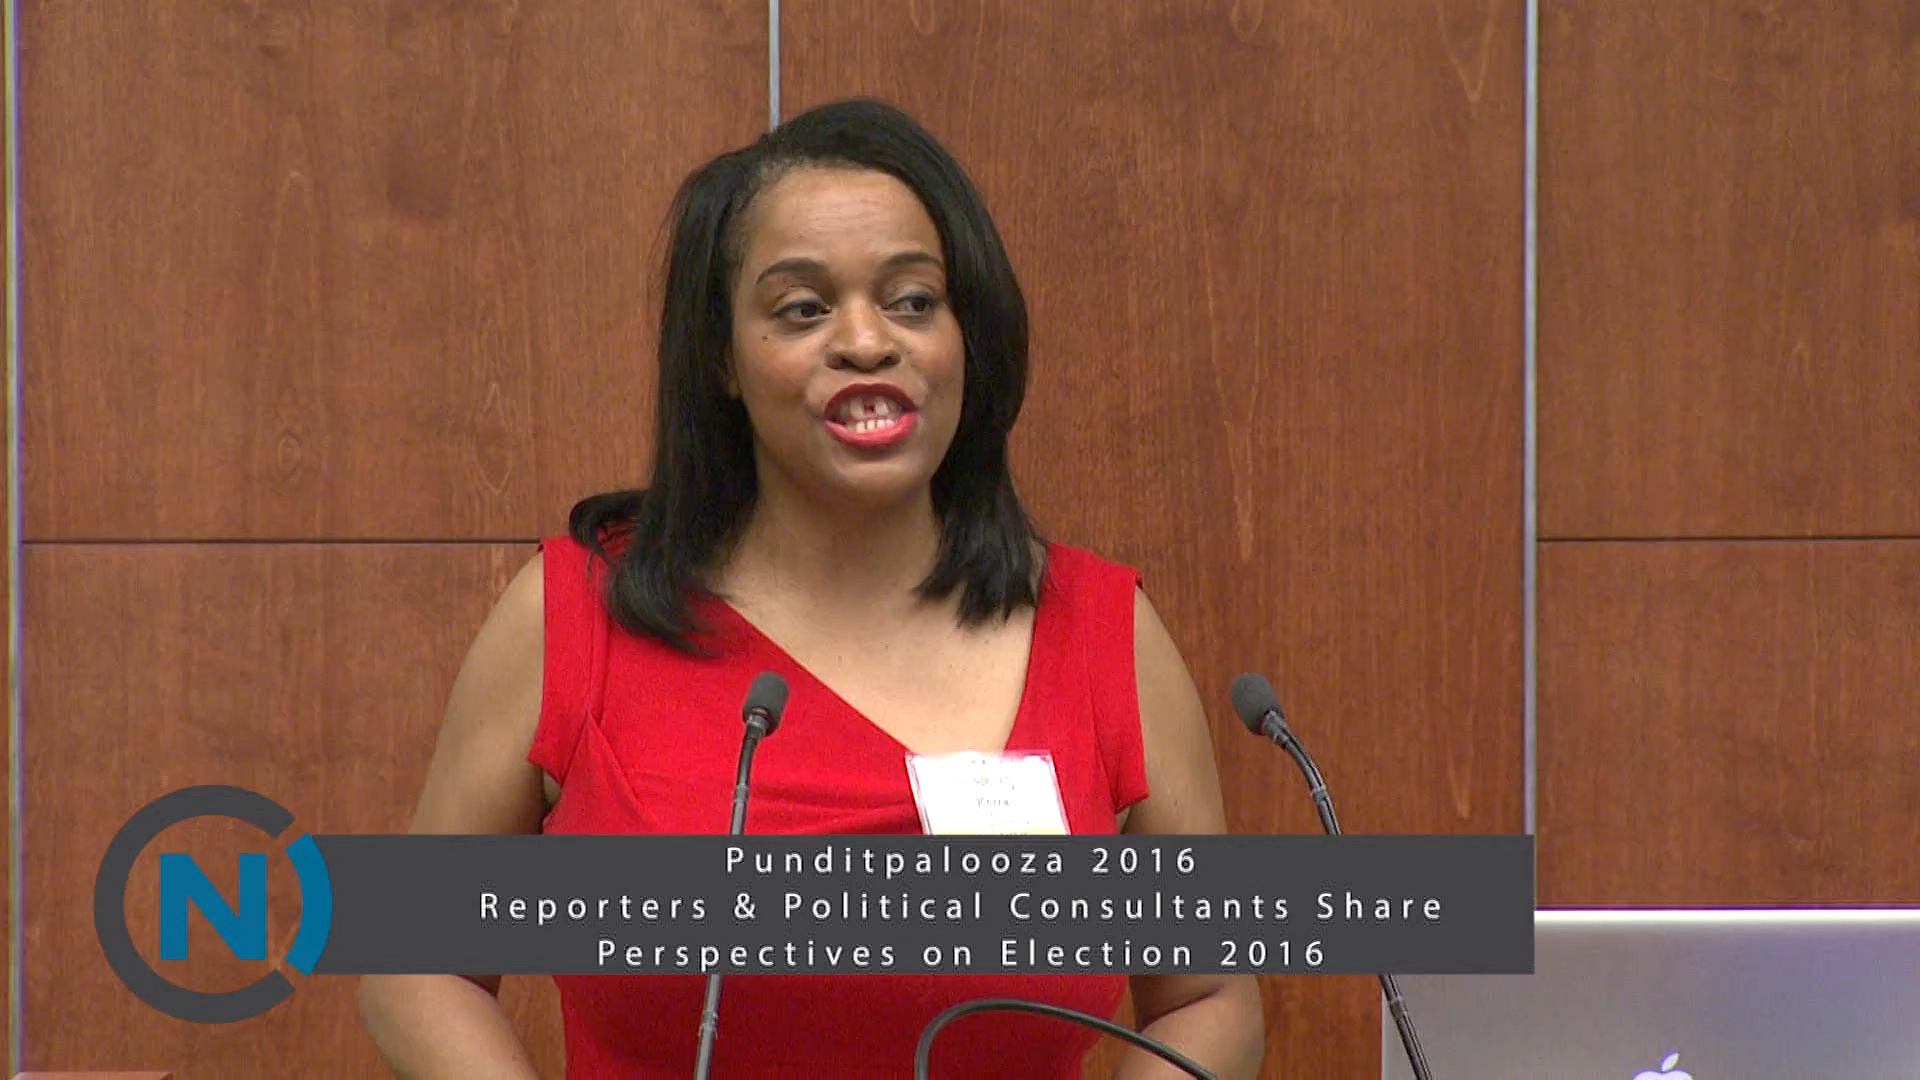 N
Punditpalooza 2016
Reporters & Political Consultants Share
Perspectives on Election 2016